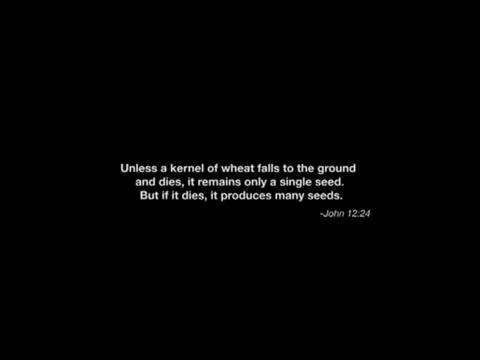 Unless a kernel of wheat falls to the ground
and dies, it remains only a single seed.
But if it dies, it produces many seeds.
-John 12:24